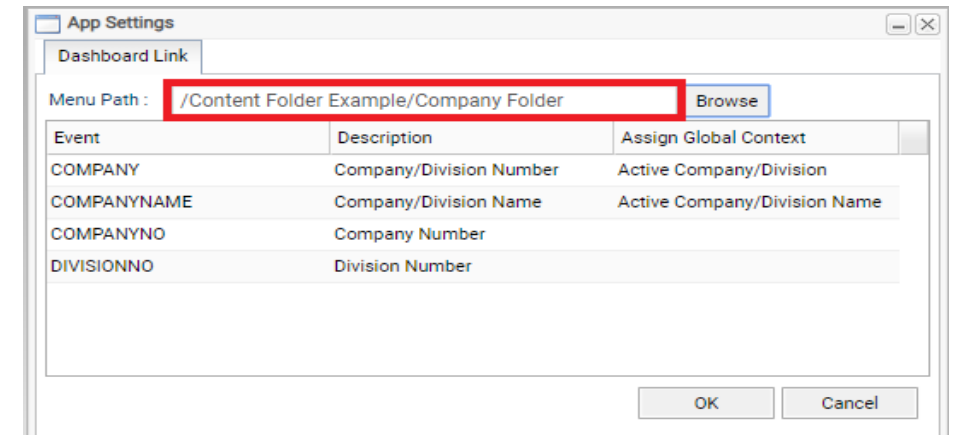 App Settings
Dashboard Link
Menu Path : /Content Folder Example/Company Folder Browse
Event Description Assign Global Context
COMPANY Company/Division Number Active Company/Division
COMPANYNAME Company/Division Name Active Company/Division Name
COMPANYNO Company Number
DIVISIONNO Division Number
OK Cancel